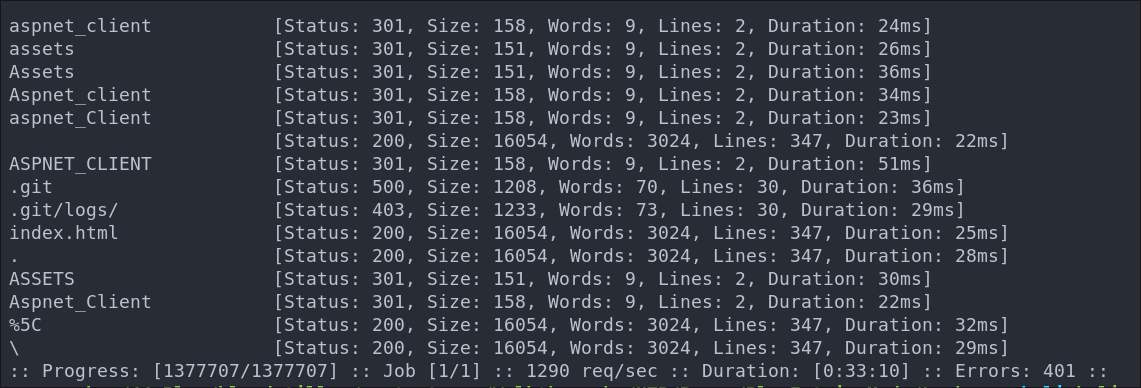 aspnet_client           [Status: 301, Size: 158, Words: 9, Lines: 2, Duration: 24ms]
assets                  [Status: 301, Size: 151, Words: 9, Lines: 2, Duration: 26ms]
Assets                  [Status: 301, Size: 151, Words: 9, Lines: 2, Duration: 36ms]
Aspnet_client           [Status: 301, Size: 158, Words: 9, Lines: 2, Duration: 34ms]
aspnet_Client           [Status: 301, Size: 158, Words: 9, Lines: 2, Duration: 23ms]
                        [Status: 200, Size: 16054, Words: 3024, Lines: 347, Duration: 22ms]
ASPNET_CLIENT           [Status: 301, Size: 158, Words: 9, Lines: 2, Duration: 51ms]
.git                    [Status: 500, Size: 1208, Words: 70, Lines: 30, Duration: 36ms]
.git/logs/              [Status: 403, Size: 1233, Words: 73, Lines: 30, Duration: 29ms]
index.html              [Status: 200, Size: 16054, Words: 3024, Lines: 347, Duration: 25ms]
.                       [Status: 200, Size: 16054, Words: 3024, Lines: 347, Duration: 28ms]
ASSETS                  [Status: 301, Size: 151, Words: 9, Lines: 2, Duration: 30ms]
Aspnet_Client           [Status: 301, Size: 158, Words: 9, Lines: 2, Duration: 22ms]
%5C                     [Status: 200, Size: 16054, Words: 3024, Lines: 347, Duration: 32ms]
\                       [Status: 200, Size: 16054, Words: 3024, Lines: 347, Duration: 29ms]
:: Progress: [1377707/1377707] :: Job [1/1] :: 1290 req/sec :: Duration: [0:33:10] :: Errors: 401 ::